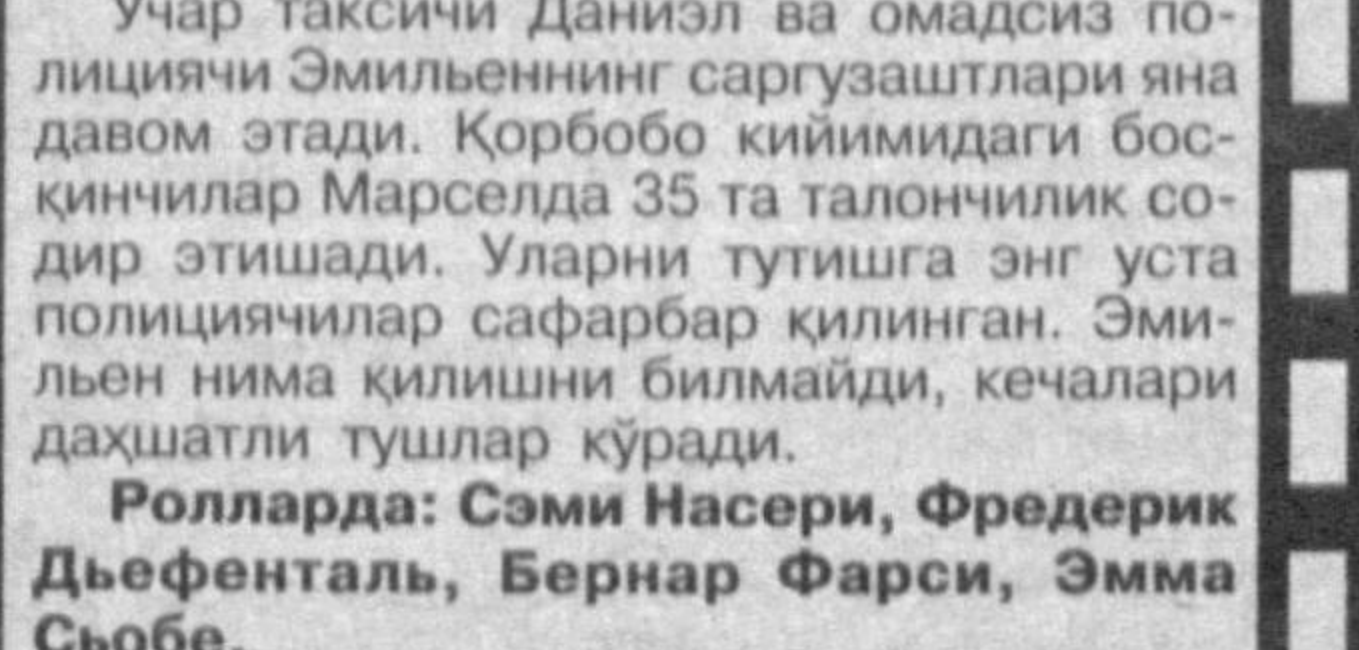 Учар таксичи Даниэл ва омадсиз по-
лициячи Эмильеннинг саргузаштлари яна
давом этади. Қорбобо кийимидаги бос-
қинчилар Марселда 35 та талончилик со-
дир этишади. Уларни тутишга энг уста
полициячилар сафарбар қилинган. Эми-
льен нима қилишни билмайди, кечалари
даҳшатли тушлар кўради.
Ролларда: Сэми Насери, Фредерик
Дьефенталь, Бернар Фарси, Эмма
Сьобе.